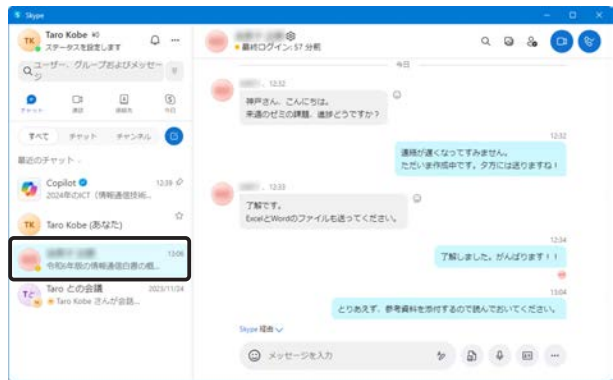 Skype
TK
Taro Kobe
ステータスを設定します
ユーザー、グループおよびメッセージ
チャット
通話
連絡先
今日
すべて
チャット
チャンネル
最近のチャット
Copilot
12:39
2024年のICT（情報通信技術...
TK
Taro Kobe (あなた)
13:06
令和6年版の情報通信白書の概...
Tc
Taro との会議
2023/11/24
Taro Kobe さんが会話...
最終ログイン: 57 分前
今日
、12:32
神戸さん、こんにちは。
来週のゼミの課題、進捗どうですか？
12:32
連絡が遅くなってすみません。
ただいま作成中です。夕方には送りますね！
、12:33
了解です。
ExcelとWordのファイルも送ってください。
12:34
了解しました。がんばります！！
13:04
とりあえず、参考資料を添付するので読んでおいてください。
Skype 経由
メッセージを入力